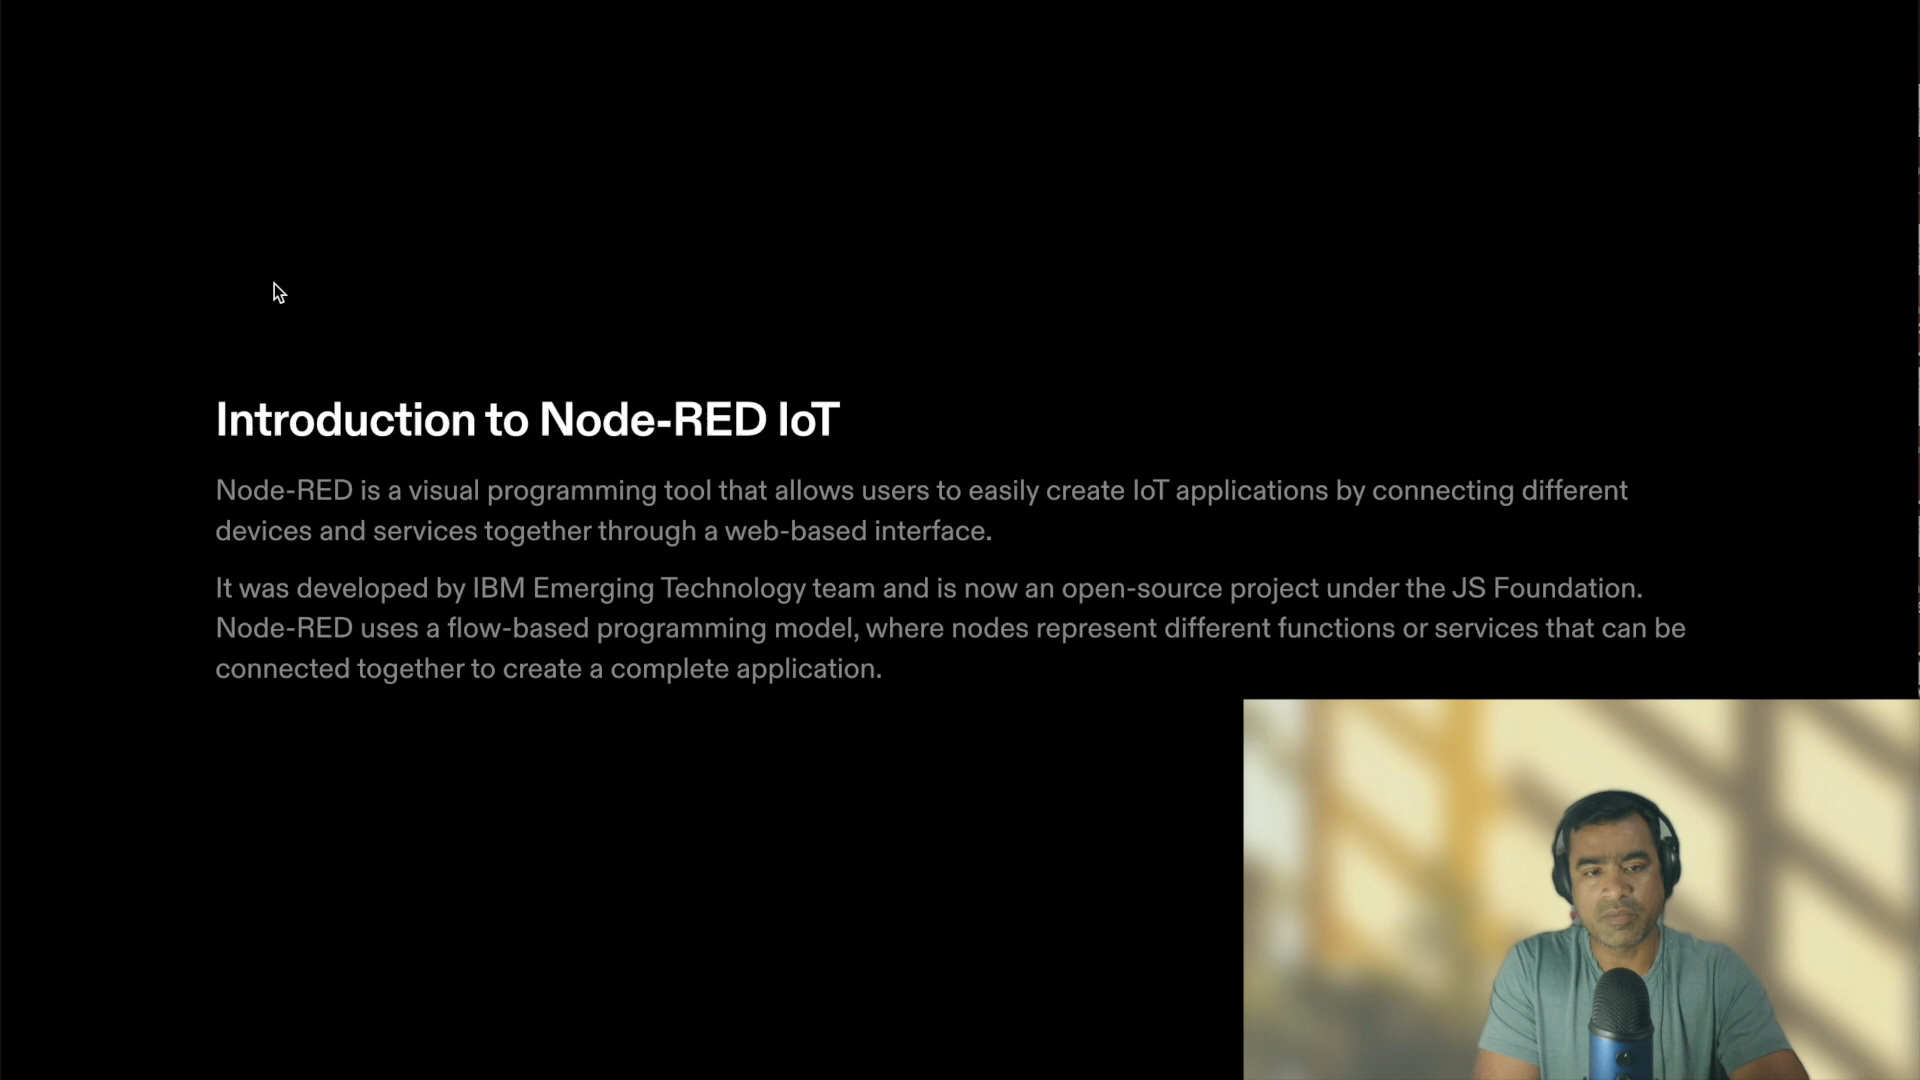 Introduction to Node-RED IoT
Node-RED is a visual programming tool that allows users to easily create IoT applications by connecting different
devices and services together through a web-based interface.
It was developed by IBM Emerging Technology team and is now an open-source project under the JS Foundation.
Node-RED uses a flow-based programming model, where nodes represent different functions or services that can be
connected together to create a complete application.